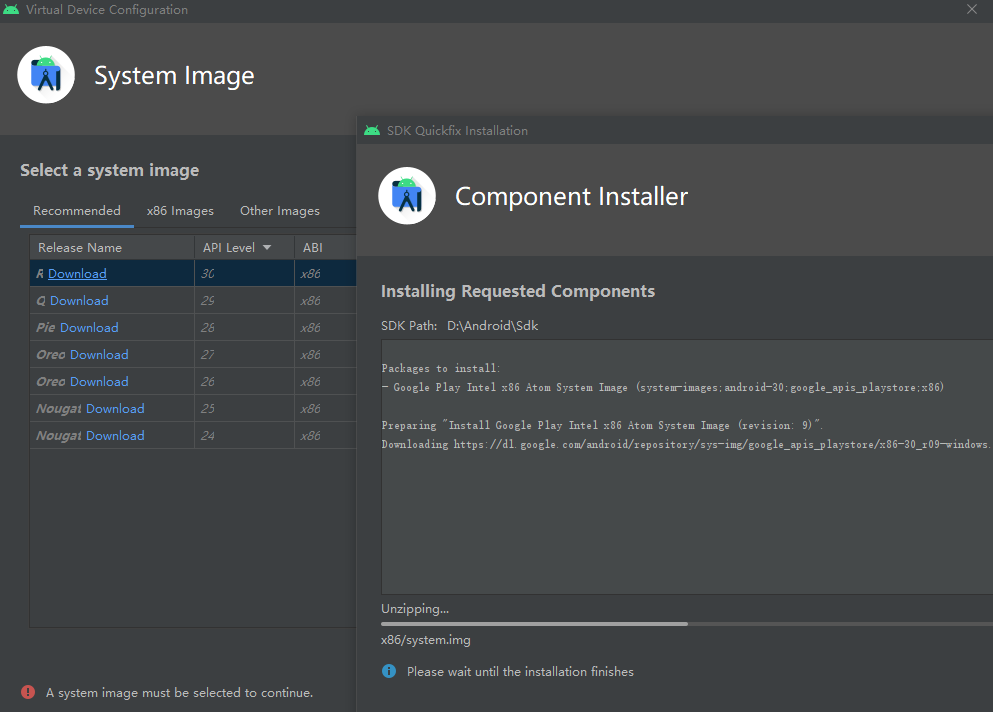 Virtual Device Configuration
System Image
SDK Quickfix Installation
Component Installer
Select a system image
Recommended x86 Images Other Images
Release Name API Level ABI
R Download 30 x86
Q Download 29 x86
Pie Download 28 x86
Oreo Download 27 x86
Oreo Download 26 x86
Nougat Download 25 x86
Nougat Download 24 x86
A system image must be selected to continue.
Installing Requested Components
SDK Path: D:\Android\Sdk
Packages to install:
- Google Play Intel x86 Atom System Image (system-images;android-30;google_apis_playstore;x86)
Preparing "Install Google Play Intel x86 Atom System Image (revision: 9)".
Downloading https://dl.google.com/android/repository/sys-img/google_apis_playstore/x86-30_r09-windows.
Unzipping...
x86/system.img
Please wait until the installation finishes